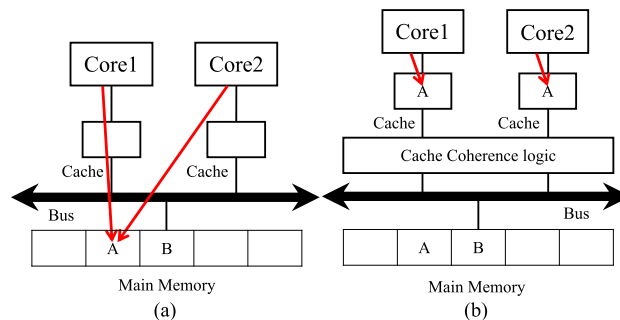 Core1 Core2
Cache Cache
Bus
A B
Main Memory
(a)
Core1 Core2
A A
Cache Cache
Cache Coherence logic
Bus
A B
Main Memory
(b)